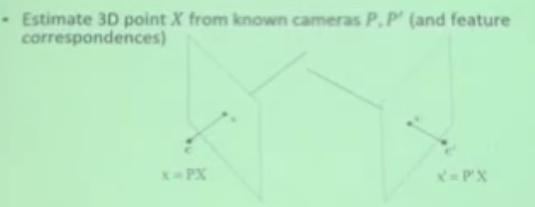 • Estimate 3D point X from known cameras P, P' (and feature
correspondences)
x
x
c
c'
x = PX
x' = P'X